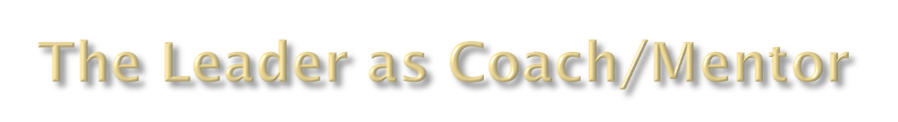 The Leader as Coach/Mentor